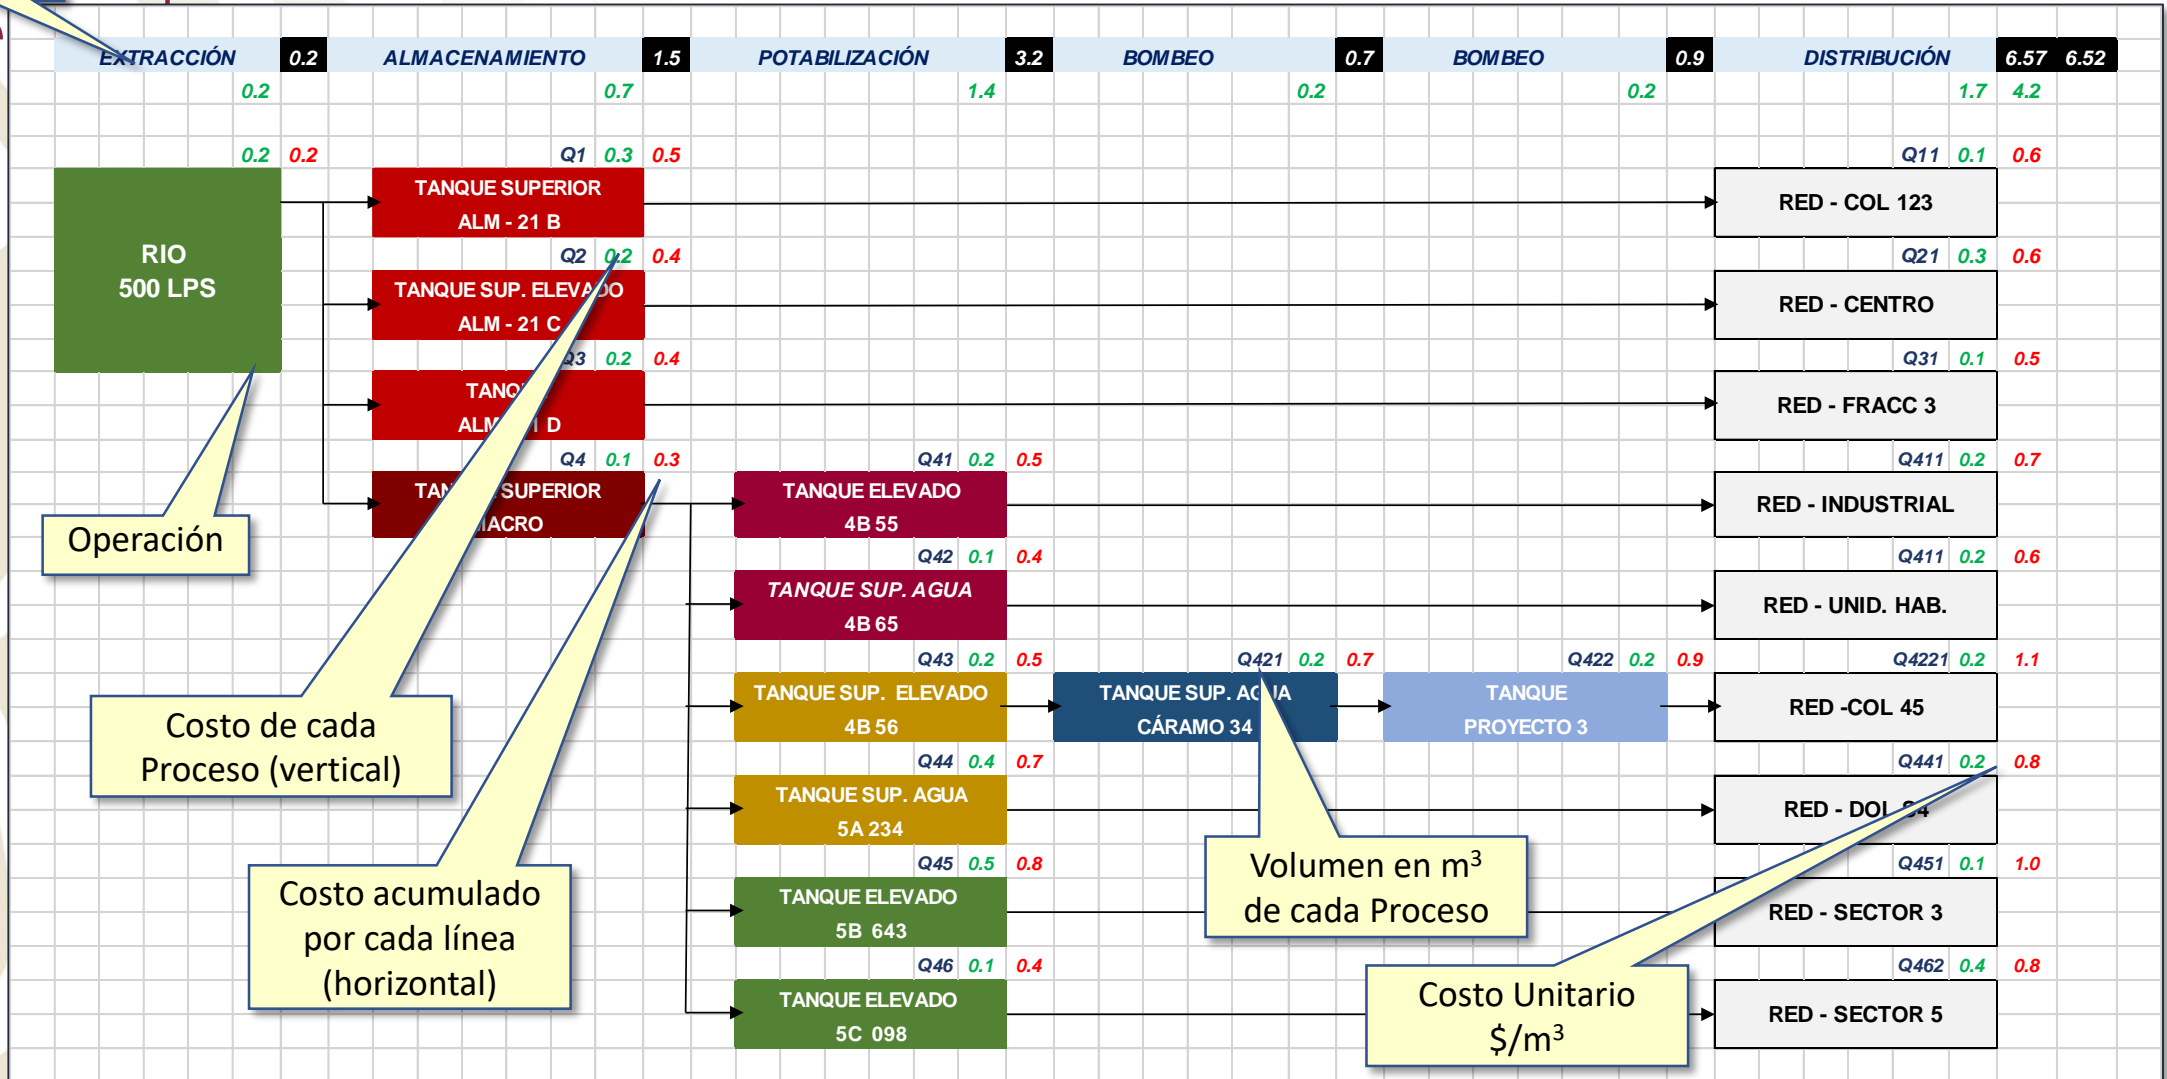 EXTRACCIÓN 0.2 ALMACENAMIENTO 1.5 POTABILIZACIÓN 3.2 BOMBEO 0.7 BOMBEO 0.9 DISTRIBUCIÓN 6.57 6.52
0.2 0.7 1.4 0.2 0.2 1.7 4.2
0.2 0.2 Q1 0.3 0.5 Q11 0.1 0.6
TANQUE SUPERIOR
ALM - 21 B
RED - COL 123
RIO
500 LPS
Q2 0.2 0.4 Q21 0.3 0.6
TANQUE SUP. ELEVADO
ALM - 21 C
RED - CENTRO
Q3 0.2 0.4 Q31 0.1 0.5
D
RED - FRACC 3
Q4 0.1 0.3 Q41 0.2 0.5 Q411 0.2 0.7
SUPERIOR
TANQUE ELEVADO
4B 55
RED - INDUSTRIAL
Operación
Q42 0.1 0.4 Q411 0.2 0.6
TANQUE SUP. AGUA
4B 65
RED - UNID. HAB.
Q43 0.2 0.5 Q421 0.2 0.7 Q422 0.2 0.9 Q4221 0.2 1.1
TANQUE SUP. ELEVADO
4B 56
TANQUE SUP. AGUA
CÁRAMO 34
TANQUE
PROYECTO 3
RED -COL 45
Costo de cada
Proceso (vertical)
Q44 0.4 0.7 Q441 0.2 0.8
TANQUE SUP. AGUA
5A 234
RED - DOL
Q45 0.5 0.8 Q451 0.1 1.0
TANQUE ELEVADO
5B 643
RED - SECTOR 3
Costo acumulado
por cada línea
(horizontal)
Volumen en m³
de cada Proceso
Q46 0.1 0.4 Q462 0.4 0.8
TANQUE ELEVADO
5C 098
RED - SECTOR 5
Costo Unitario
$/m³